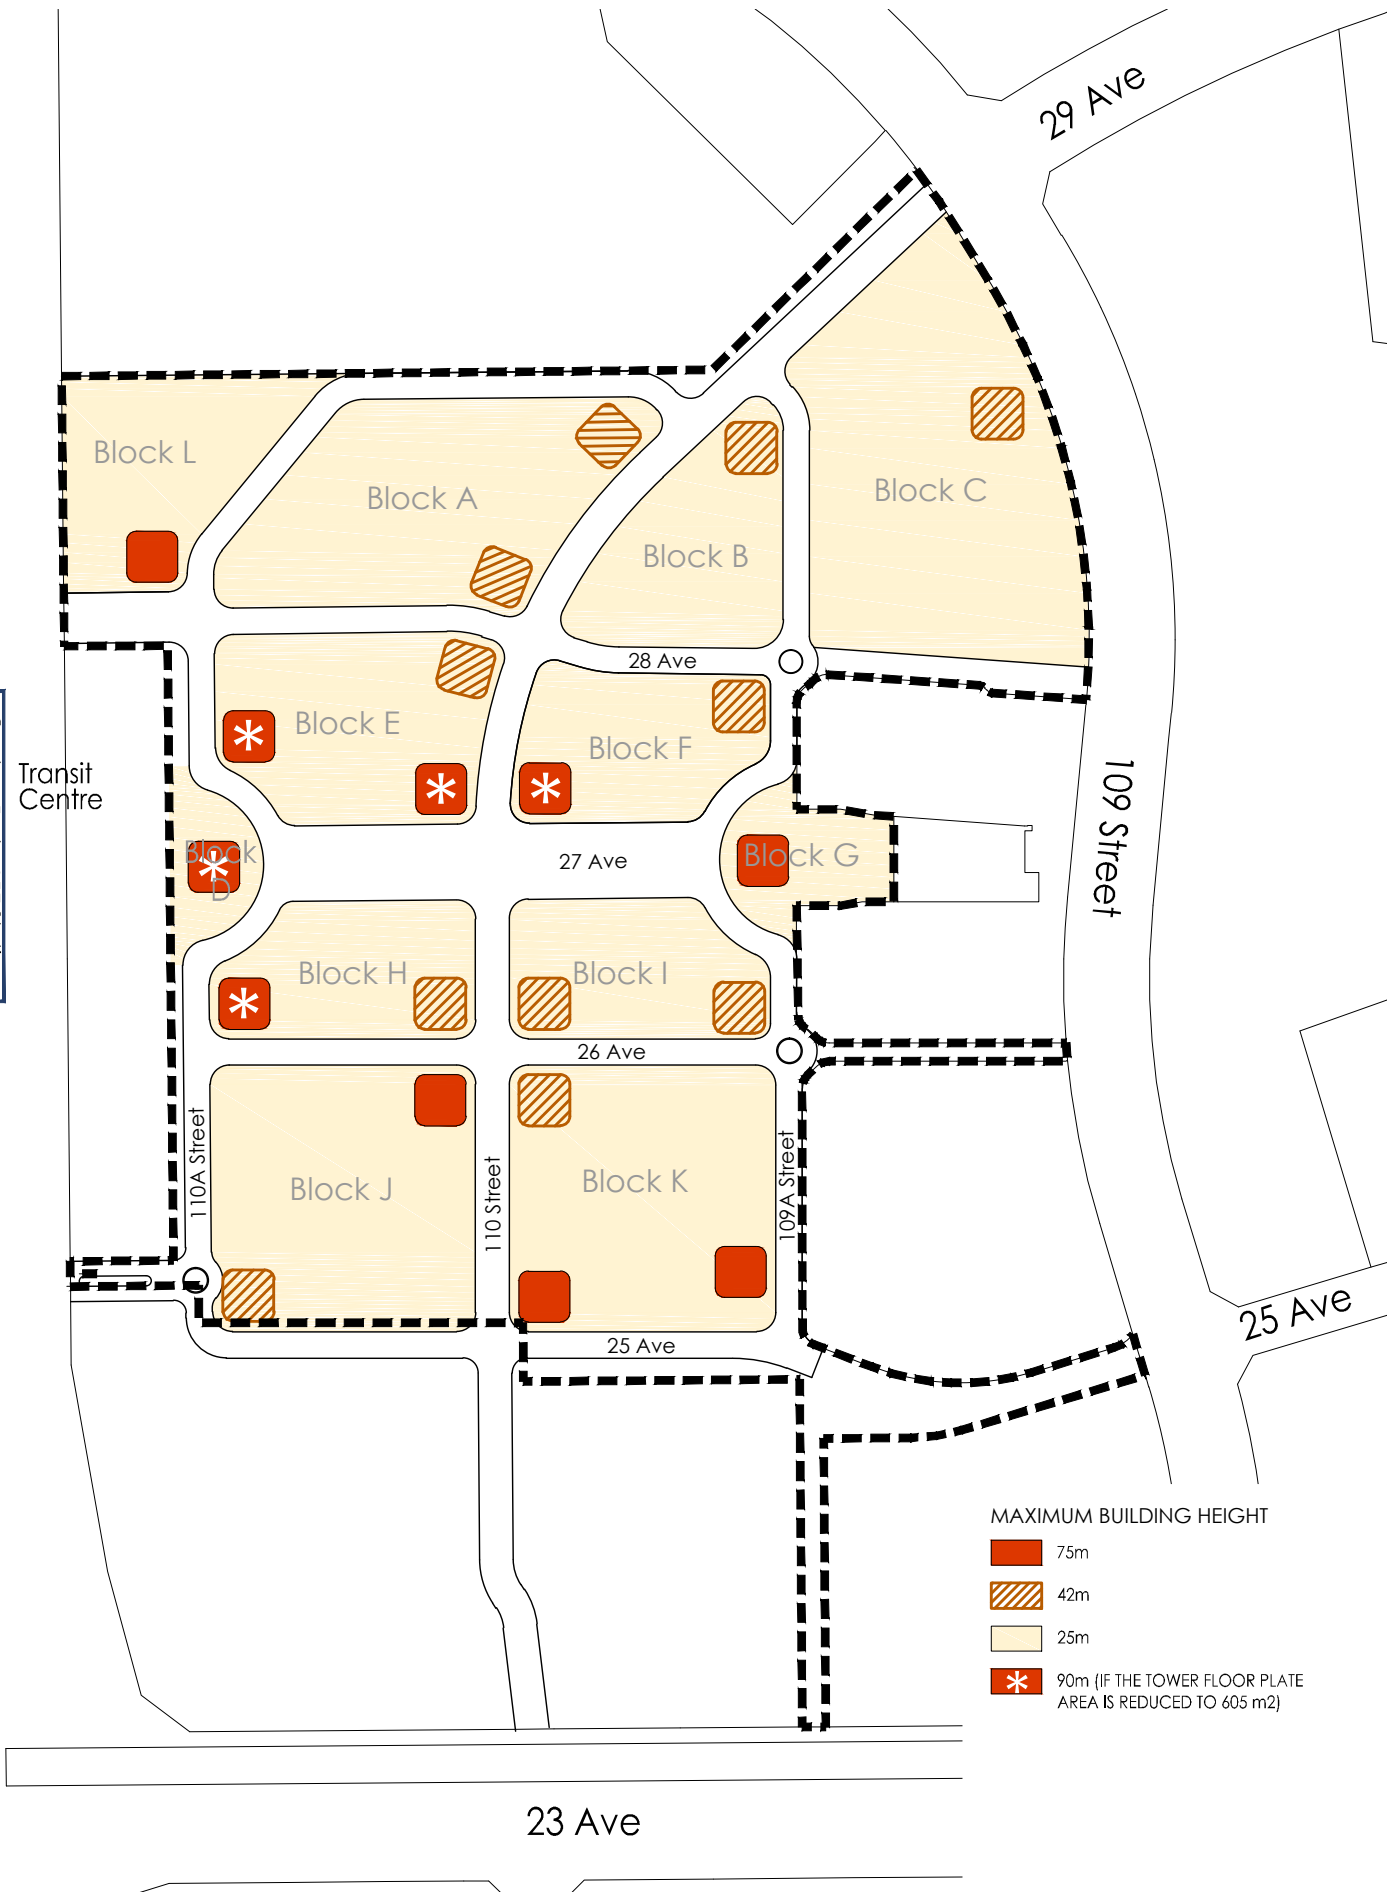 29 Ave
Block L
Block A
Block C
Block B
28 Ave
Block E
Block F
Transit
Centre
109 Street
Block
D
27 Ave
Block G
Block H
Block I
26 Ave
110A Street
110 Street
109A Street
Block J
Block K
25 Ave
25 Ave
MAXIMUM BUILDING HEIGHT
75m
42m
25m
90m (IF THE TOWER FLOOR PLATE
AREA IS REDUCED TO 605 m2)
23 Ave